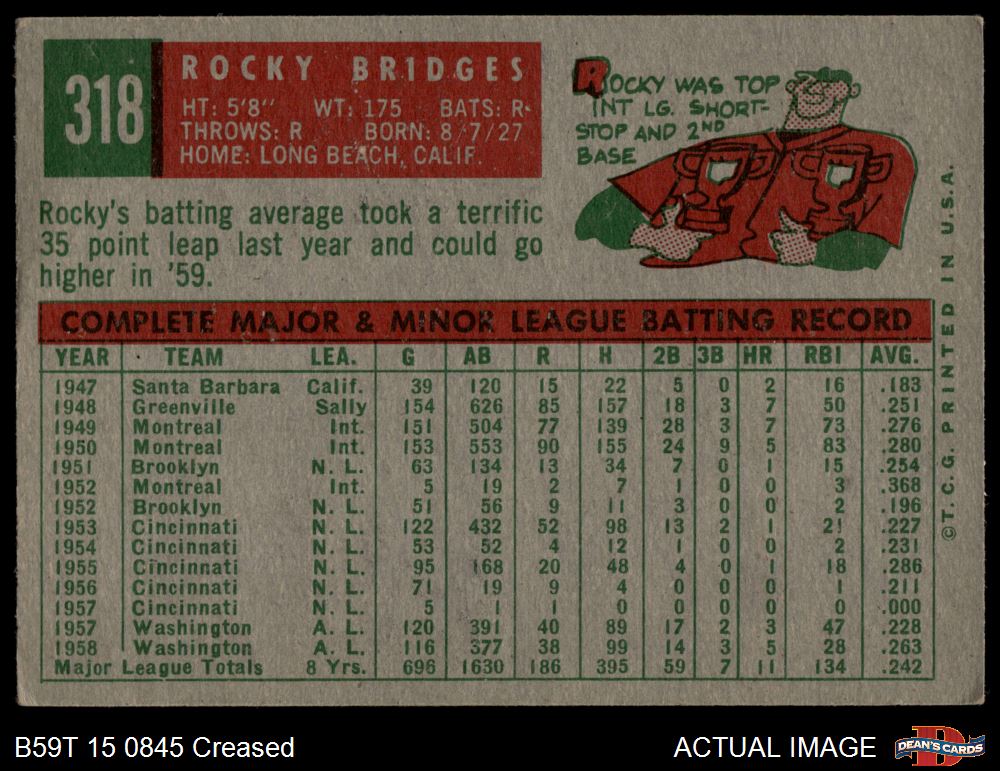 318
ROCKY BRIDGES
HT: 5'8" WT: 175 BATS: R
THROWS: R BORN: 8/7/27
HOME: LONG BEACH, CALIF.
ROCKY WAS TOP
INT LG. SHORT-
STOP AND 2ND
BASE
Rocky's batting average took a terrific
35 point leap last year and could go
higher in '59.
COMPLETE MAJOR & MINOR LEAGUE BATTING RECORD
YEAR TEAM LEA. G AB R H 2B 3B HR RBI AVG.
1947 Santa Barbara Calif. 39 120 15 22 5 0 2 16 .183
1948 Greenville Sally 154 626 85 157 18 3 7 50 .251
1949 Montreal Int. 151 504 77 139 28 3 7 73 .276
1950 Montreal Int. 153 553 90 155 24 9 5 83 .280
1951 Brooklyn N. L. 63 134 13 34 7 0 1 15 .254
1952 Montreal Int. 5 19 2 7 1 0 0 3 .368
1952 Brooklyn N. L. 51 56 9 11 3 0 0 2 .196
1953 Cincinnati N. L. 122 432 52 98 13 2 1 21 .227
1954 Cincinnati N. L. 53 52 4 12 1 0 0 2 .231
1955 Cincinnati N. L. 95 168 20 48 4 0 1 18 .286
1956 Cincinnati N. L. 71 19 9 4 0 0 0 1 .211
1957 Cincinnati N. L. 5 1 1 0 0 0 0 0 .000
1957 Washington A. L. 120 391 40 89 17 2 3 47 .228
1958 Washington A. L. 116 377 38 99 14 3 5 28 .263
Major League Totals 8 Yrs. 696 1630 186 395 59 7 11 134 .242
©T. C. G. PRINTED IN U. S. A.
B59T 15 0845 Creased
ACTUAL IMAGE
DEAN'S CARDS